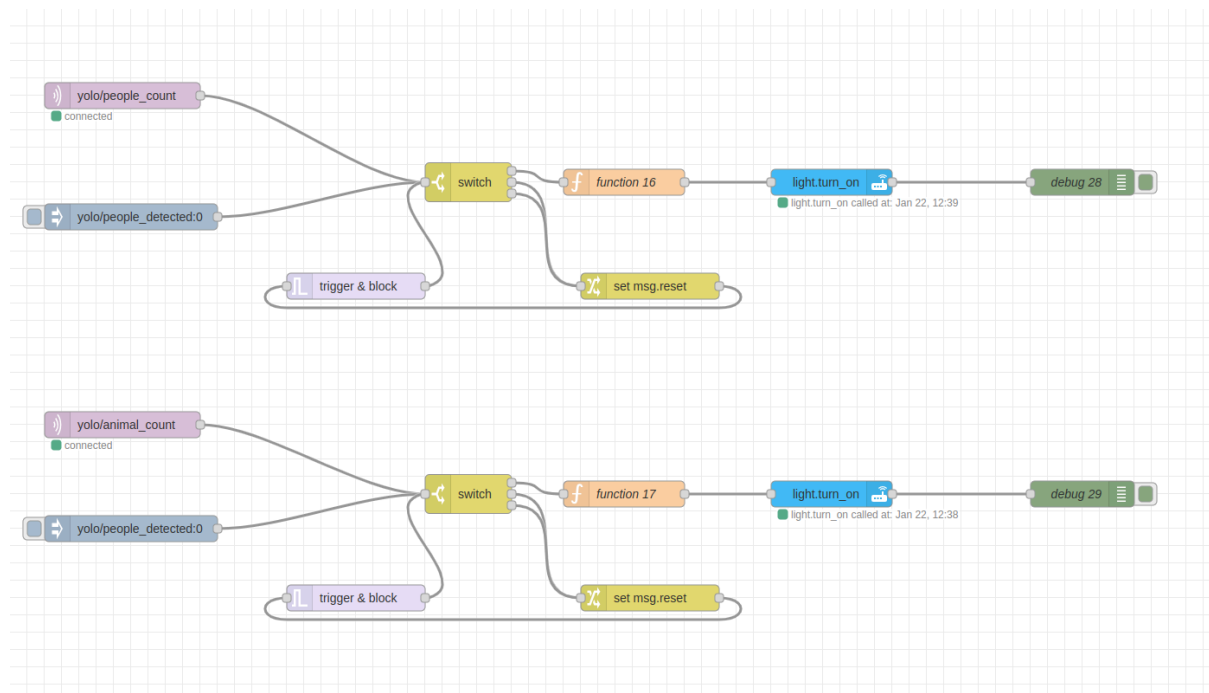 yolo/people_count
connected
switch
function 16
light.turn_on
debug 28
light.turn_on called at: Jan 22, 12:39
yolo/people_detected:0
trigger & block
set msg.reset
yolo/animal_count
connected
switch
function 17
light.turn_on
debug 29
light.turn_on called at: Jan 22, 12:38
yolo/people_detected:0
trigger & block
set msg.reset